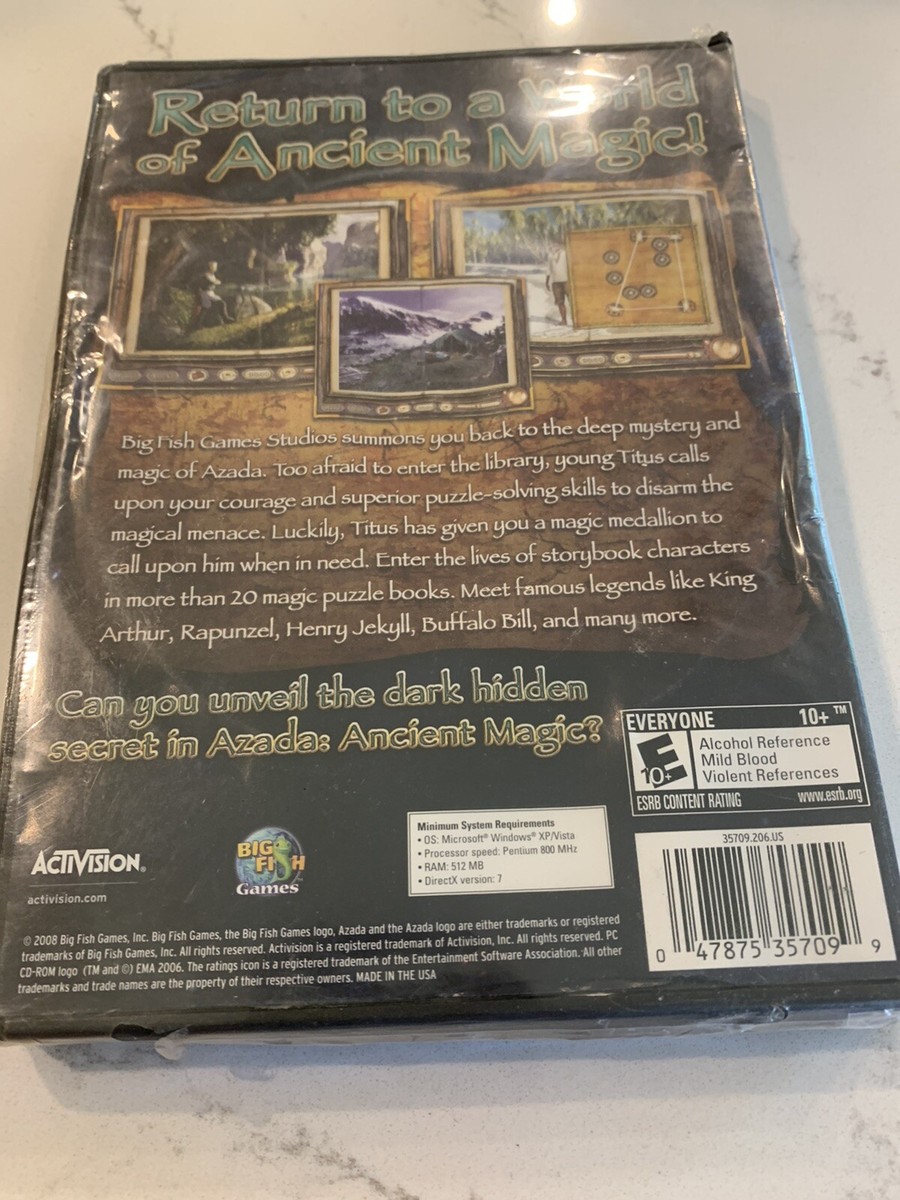 Return to a World
of Ancient Magic!
Big Fish Games Studios summons you back to the deep mystery and
magic of Azada. Too afraid to enter the library, young Titus calls
upon your courage and superior puzzle-solving skills to disarm the
magical menace. Luckily, Titus has given you a magic medallion to
call upon him when in need. Enter the lives of storybook characters
in more than 20 magic puzzle books. Meet famous legends like King
Arthur, Rapunzel, Henry Jekyll, Buffalo Bill, and many more.
Can you unveil the dark hidden
secret in Azada: Ancient Magic?
EVERYONE 10+ ™
E
10+
Alcohol Reference
Mild Blood
Violent References
ESRB CONTENT RATING www.esrb.org
ACTIVISION®
activision.com
BIG
FISH
Games
Minimum System Requirements
• OS: Microsoft® Windows® XP/Vista
• Processor speed: Pentium 800 MHz
• RAM: 512 MB
• DirectX version: 7
35709.206.US
0 47875 35709 9
© 2008 Big Fish Games, Inc. Big Fish Games, the Big Fish Games logo, Azada and the Azada logo are either trademarks or registered
trademarks of Big Fish Games, Inc. All rights reserved. Activision is a registered trademark of Activision, Inc. All rights reserved. PC
CD-ROM logo (TM and ©) EMA 2006. The ratings icon is a registered trademark of the Entertainment Software Association. All other
trademarks and trade names are the property of their respective owners. MADE IN THE USA